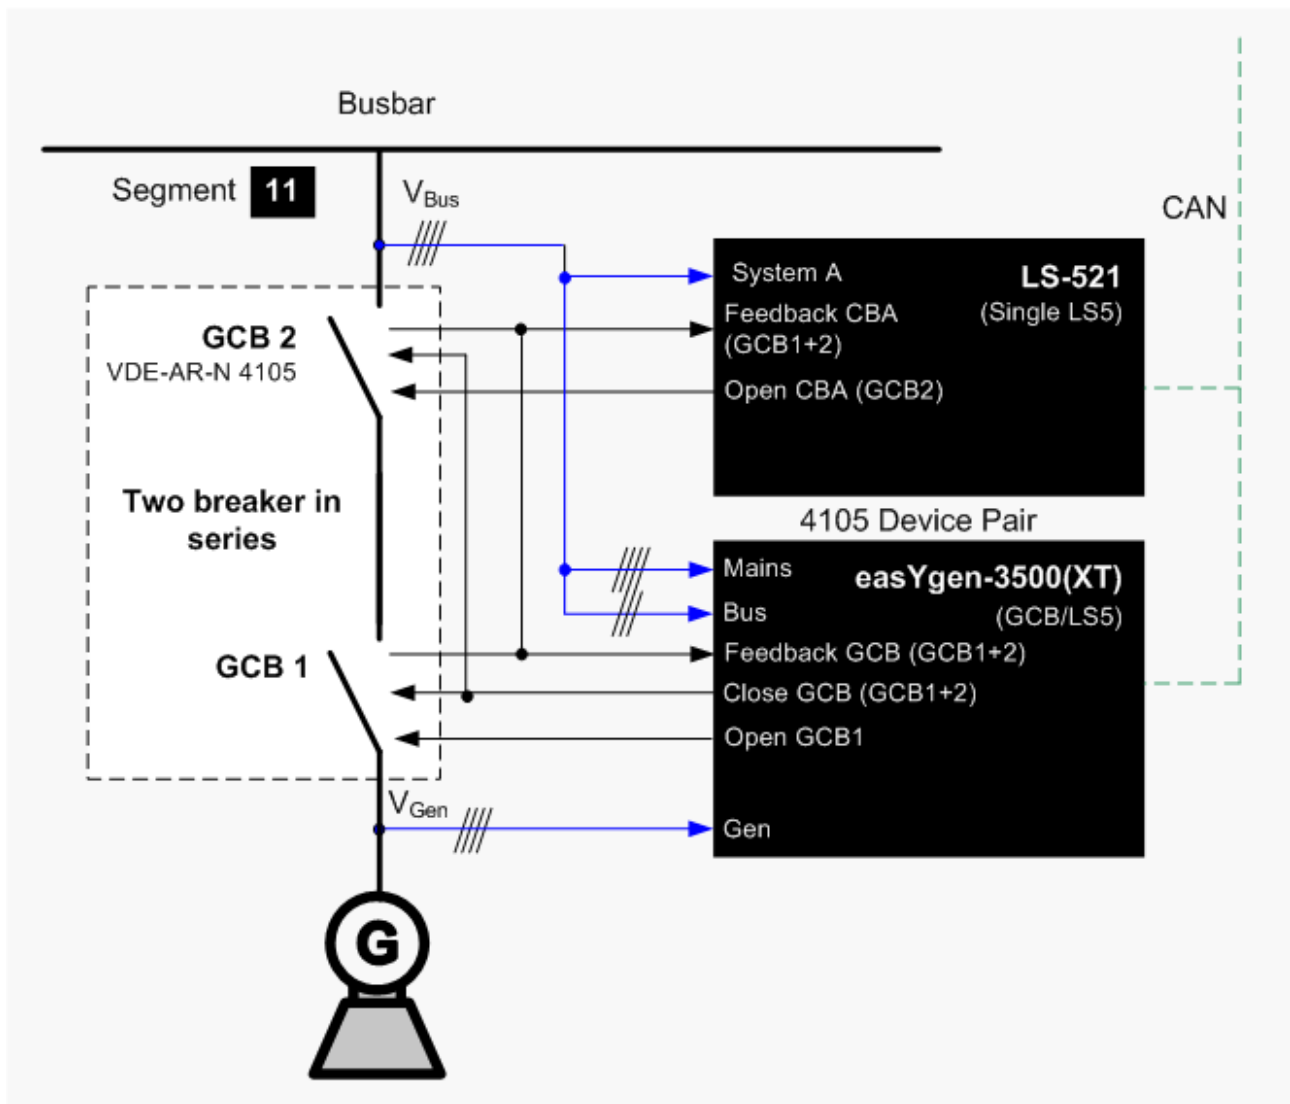 Busbar
Segment 11
V Bus
CAN
System A
LS-521
Feedback CBA
(Single LS5)
(GCB1+2)
Open CBA (GCB2)
GCB 2
VDE-AR-N 4105
Two breaker in
series
4105 Device Pair
Mains
easYgen-3500(XT)
Bus
(GCB/LS5)
Feedback GCB (GCB1+2)
GCB 1
Close GCB (GCB1+2)
Open GCB1
V Gen
Gen
G